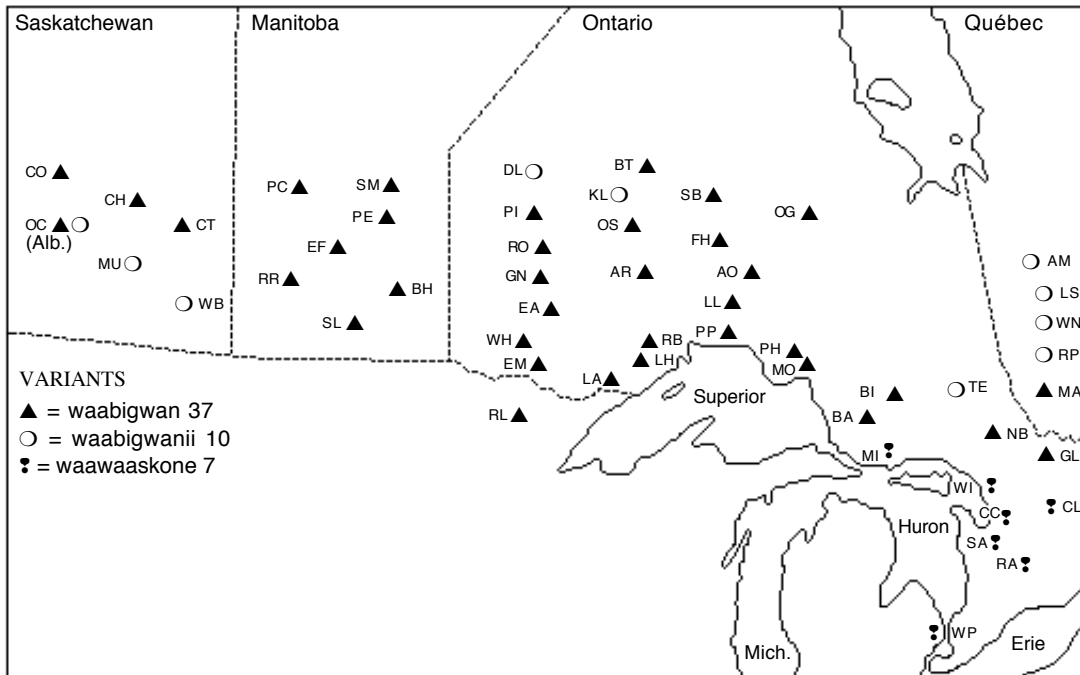 Saskatchewan Manitoba Ontario Québec
CO
CH
OC
(Alb.)
CT
MU
WB
PC
SM
PE
EF
RR
BH
SL
DL
BT
KL
SB
PI
OS
OG
RO
FH
GN
AR
AO
EA
LL
WH
RB
PP
EM
LH
PH
LA
MO
RL
AM
LS
WN
RP
MA
TE
BI
BA
NB
GL
MI
WI
CC
CL
SA
RA
WP
Superior
Huron
Mich.
Erie
VARIANTS
▲ = waabigwan 37
○ = waabigwanii 10
= waawaaskone 7